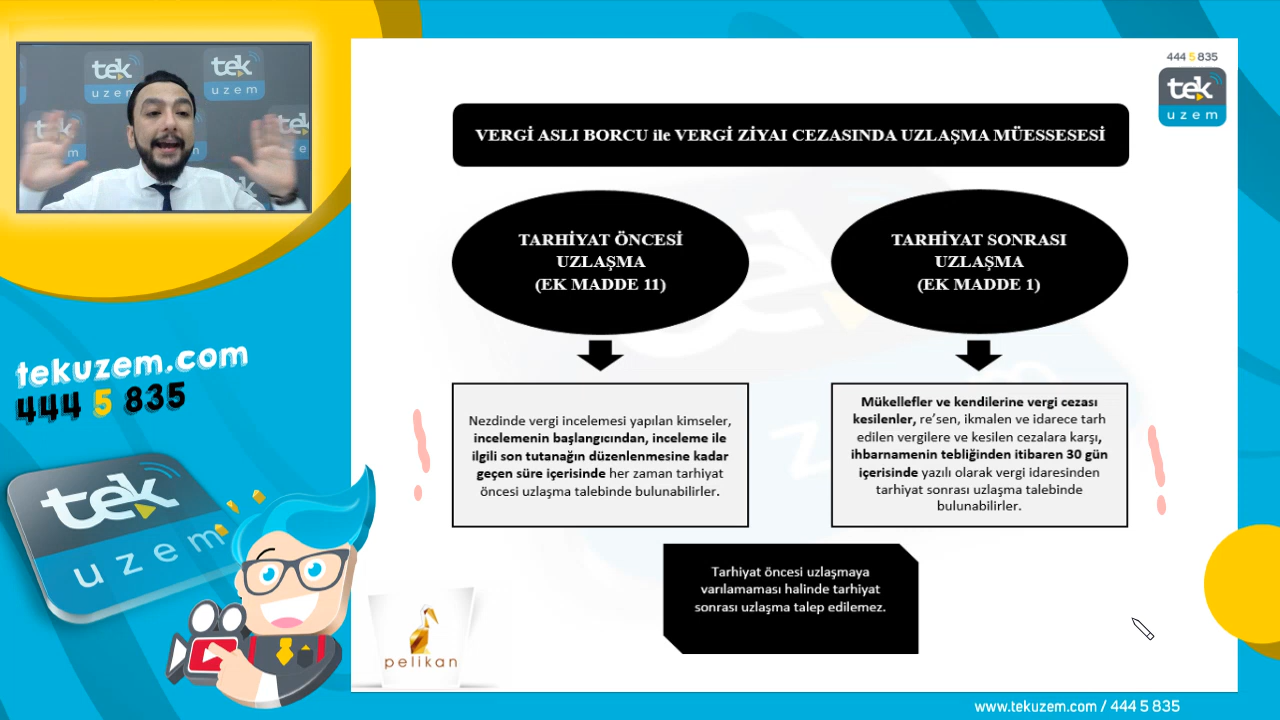 tek
uzem
tek
uzem
tek
444 5 835
tek
uzem
VERGİ ASLI BORCU ile VERGİ ZİYAI CEZASINDA UZLAŞMA MÜESSESESİ
TARHİYAT ÖNCESİ
UZLAŞMA
(EK MADDE 11)
TARHİYAT SONRASI
UZLAŞMA
(EK MADDE 1)
Nezdinde vergi incelemesi yapılan kimseler,
incelemenin başlangıcından, inceleme ile
ilgili son tutanağın düzenlenmesine kadar
geçen süre içerisinde her zaman tarhiyat
öncesi uzlaşma talebinde bulunabilirler.
Mükellefler ve kendilerine vergi cezası
kesilenler, re'sen, ikmalen ve idarece tarh
edilen vergilere ve kesilen cezalara karşı,
ihbarnamenin tebliğinden itibaren 30 gün
içerisinde yazılı olarak vergi idaresinden
tarhiyat sonrası uzlaşma talebinde
bulunabilirler.
Tarhiyat öncesi uzlaşmaya
varılamaması halinde tarhiyat
sonrası uzlaşma talep edilemez.
tekuzem.com
444 5 835
tek
uzem
pelikan
www.tekuzem.com / 444 5 835